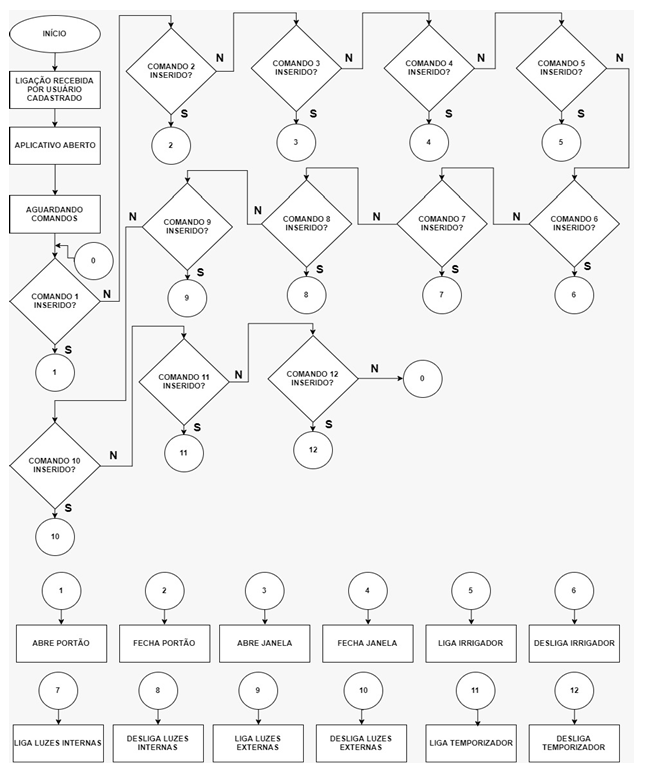 INÍCIO
LIGAÇÃO RECEBIDA
POR USUÁRIO
CADASTRADO
APLICATIVO ABERTO
AGUARDANDO
COMANDOS
0
COMANDO 1
INSERIDO?
N
S
1
COMANDO 2
INSERIDO?
N
S
2
COMANDO 3
INSERIDO?
N
S
3
COMANDO 4
INSERIDO?
N
S
4
COMANDO 5
INSERIDO?
N
S
5
COMANDO 6
INSERIDO?
N
S
6
COMANDO 7
INSERIDO?
N
S
7
COMANDO 8
INSERIDO?
N
S
8
COMANDO 9
INSERIDO?
N
S
9
COMANDO 10
INSERIDO?
N
S
10
COMANDO 11
INSERIDO?
N
S
11
COMANDO 12
INSERIDO?
N
0
S
12
1
ABRE PORTÃO
2
FECHA PORTÃO
3
ABRE JANELA
4
FECHA JANELA
5
LIGA IRRIGADOR
6
DESLIGA IRRIGADOR
7
LIGA LUZES INTERNAS
8
DESLIGA LUZES
INTERNAS
9
LIGA LUZES
EXTERNAS
10
DESLIGA LUZES
EXTERNAS
11
LIGA TEMPORIZADOR
12
DESLIGA
TEMPORIZADOR